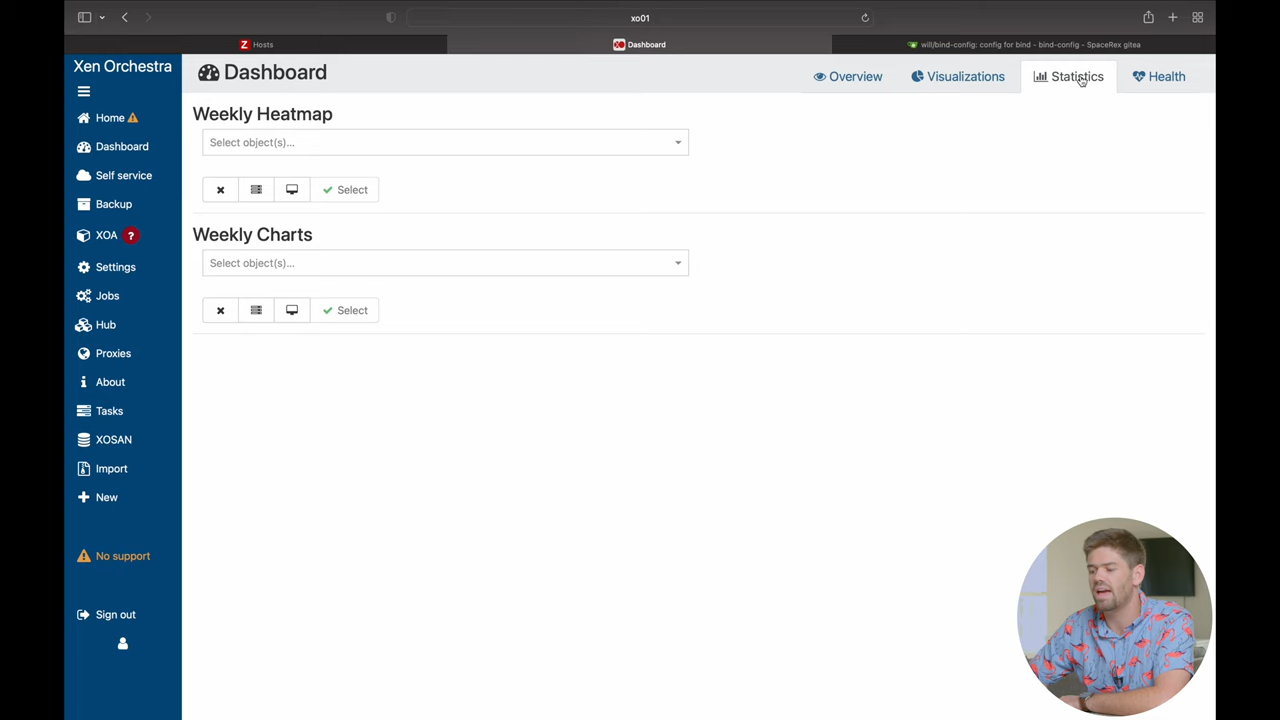 xo01
Z Hosts
Dashboard
will/bind-config: config for bind - bind-config - SpaceRex gitea
Xen Orchestra
Home
Dashboard
Self service
Backup
XOA ?
Settings
Jobs
Hub
Proxies
About
Tasks
XOSAN
Import
New
No support
Sign out
Dashboard
Overview
Visualizations
Statistics
Health
Weekly Heatmap
Select object(s)...
Select
Weekly Charts
Select object(s)...
Select